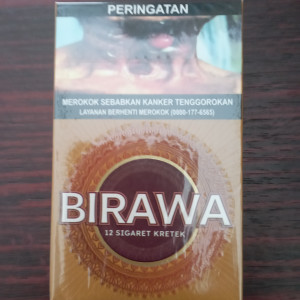 PERINGATAN
MEROKOK SEBABKAN KANKER TENGGOROKAN
LAYANAN BERHENTI MEROKOK (0800-177-6565)
BIRAWA
12 SIGARET KRETEK